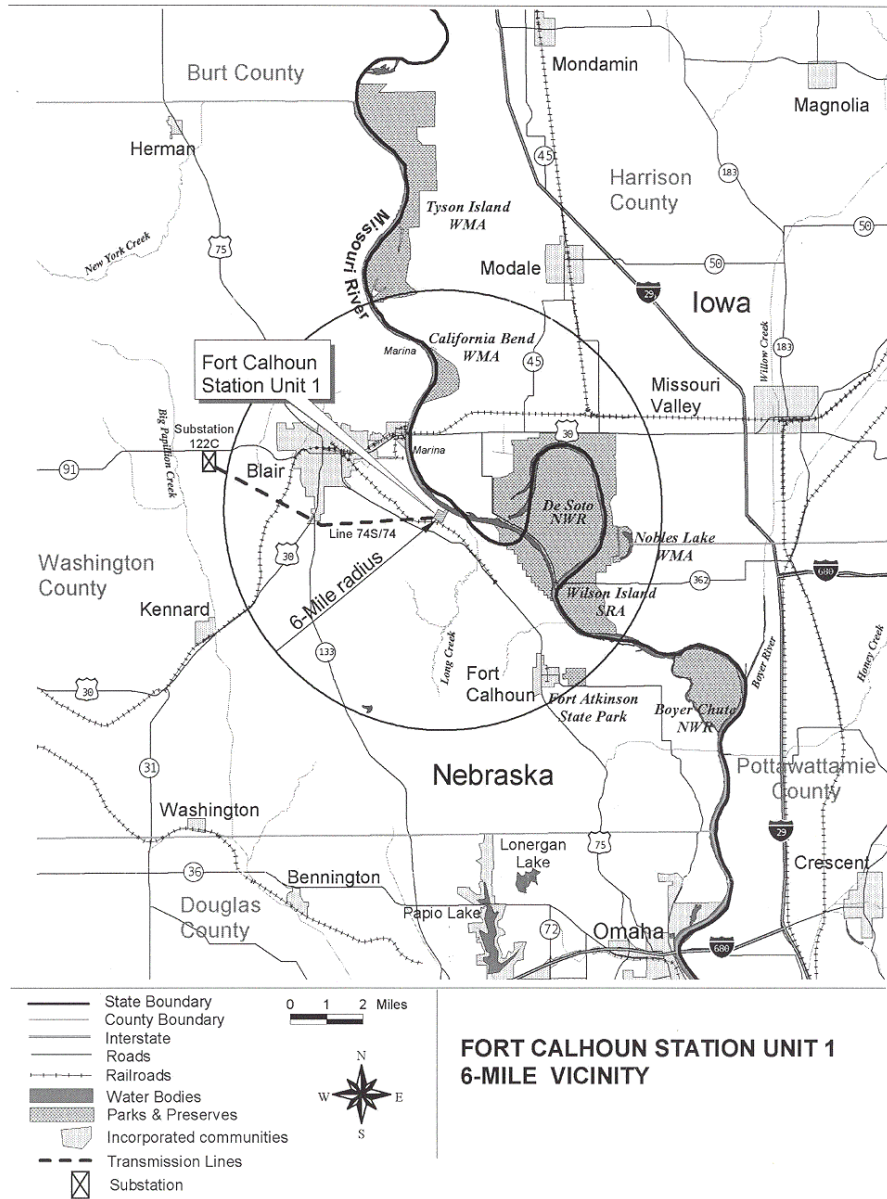 Burt County
Mondamin
Magnolia
Herman
45
183
Harrison
County
Tyson Island
WMA
Missouri River
New York Creek
75
50
50
Modale
29
Iowa
Willow Creek
Marina
California Bend
WMA
45
183
Fort Calhoun
Station Unit 1
Missouri
Valley
Big Papillion Creek
Substation
122C
30
91
Blair
Marina
De Soto
NWR
Line 74S/74
Nobles Lake
WMA
Washington
County
30
6-Mile radius
362
680
Wilson Island
SRA
Kennard
133
Long Creek
Boyer River
Honey Creek
Fort
Calhoun
30
Fort Atkinson
State Park
Boyer Chute
NWR
31
Nebraska
Pottawattamie
County
Washington
75
29
Lonergan
Lake
36
Crescent
Bennington
Papio Lake
Douglas
County
72
Omaha
680
State Boundary
County Boundary
Interstate
Roads
Railroads
Water Bodies
Parks & Preserves
Incorporated communities
Transmission Lines
Substation
0 1 2 Miles
N
W E
S
FORT CALHOUN STATION UNIT 1
6-MILE VICINITY